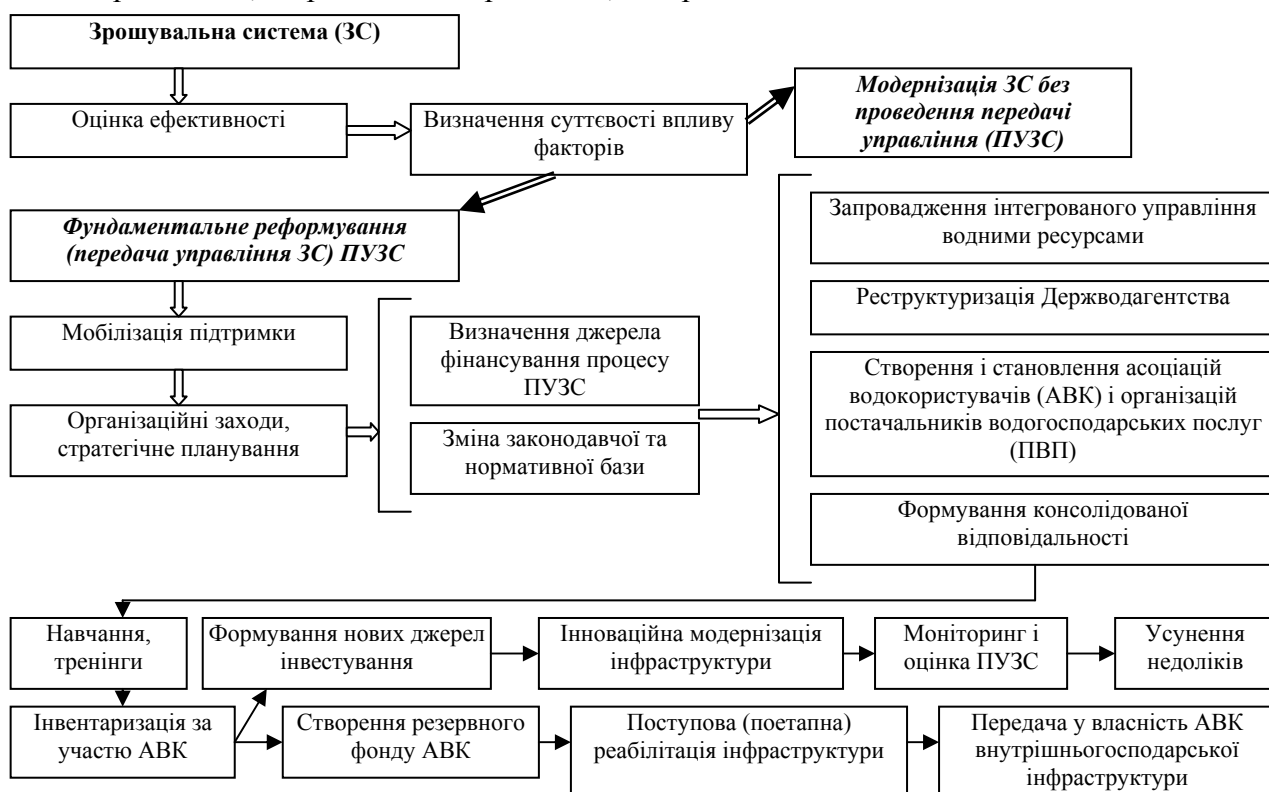 Зрошувальна система (ЗС)
Оцінка ефективності
Визначення суттєвості впливу
факторів
Модернізація ЗС без
проведення передачі
управління (ПУЗС)
Фундаментальне реформування
(передача управління ЗС) ПУЗС
Мобілізація підтримки
Організаційні заходи,
стратегічне планування
Визначення джерела
фінансування процесу
ПУЗС
Зміна законодавчої та
нормативної бази
Запровадження інтегрованого управління
водними ресурсами
Реструктуризація Держводагентства
Створення і становлення асоціацій
водокористувачів (АВК) і організацій
постачальників водогосподарських послуг
(ПВП)
Формування консолідованої
відповідальності
Навчання,
тренінги
Формування нових джерел
інвестування
Інноваційна модернізація
інфраструктури
Моніторинг і
оцінка ПУЗС
Усунення
недоліків
Інвентаризація за
участю АВК
Створення резервного
фонду АВК
Поступова (поетапна)
реабілітація інфраструктури
Передача у власність АВК
внутрішньогосподарської
інфраструктури